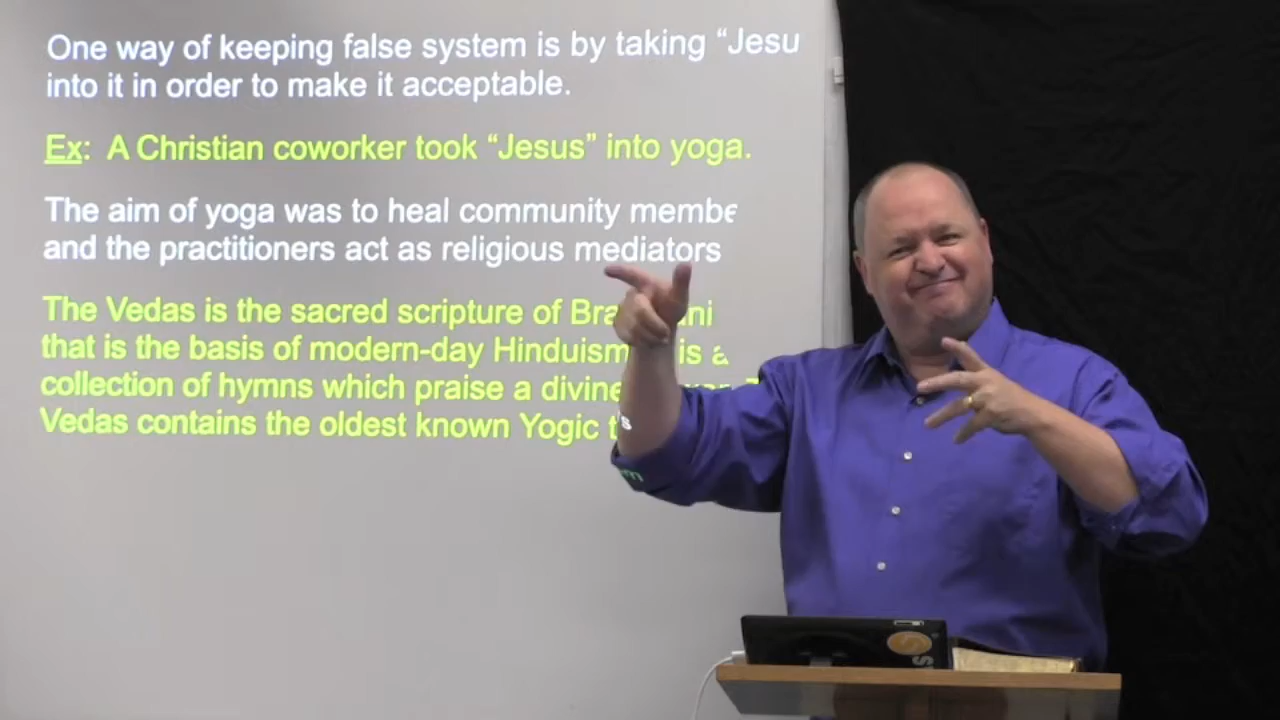 One way of keeping false system is by taking “Jesu
into it in order to make it acceptable.
Ex: A Christian coworker took “Jesus” into yoga.
The aim of yoga was to heal community membe
and the practitioners act as religious mediators
The Vedas is the sacred scripture of Bra ani
that is the basis of modern-day Hinduism is a
collection of hymns which praise a divine
Vedas contains the oldest known Yogic t